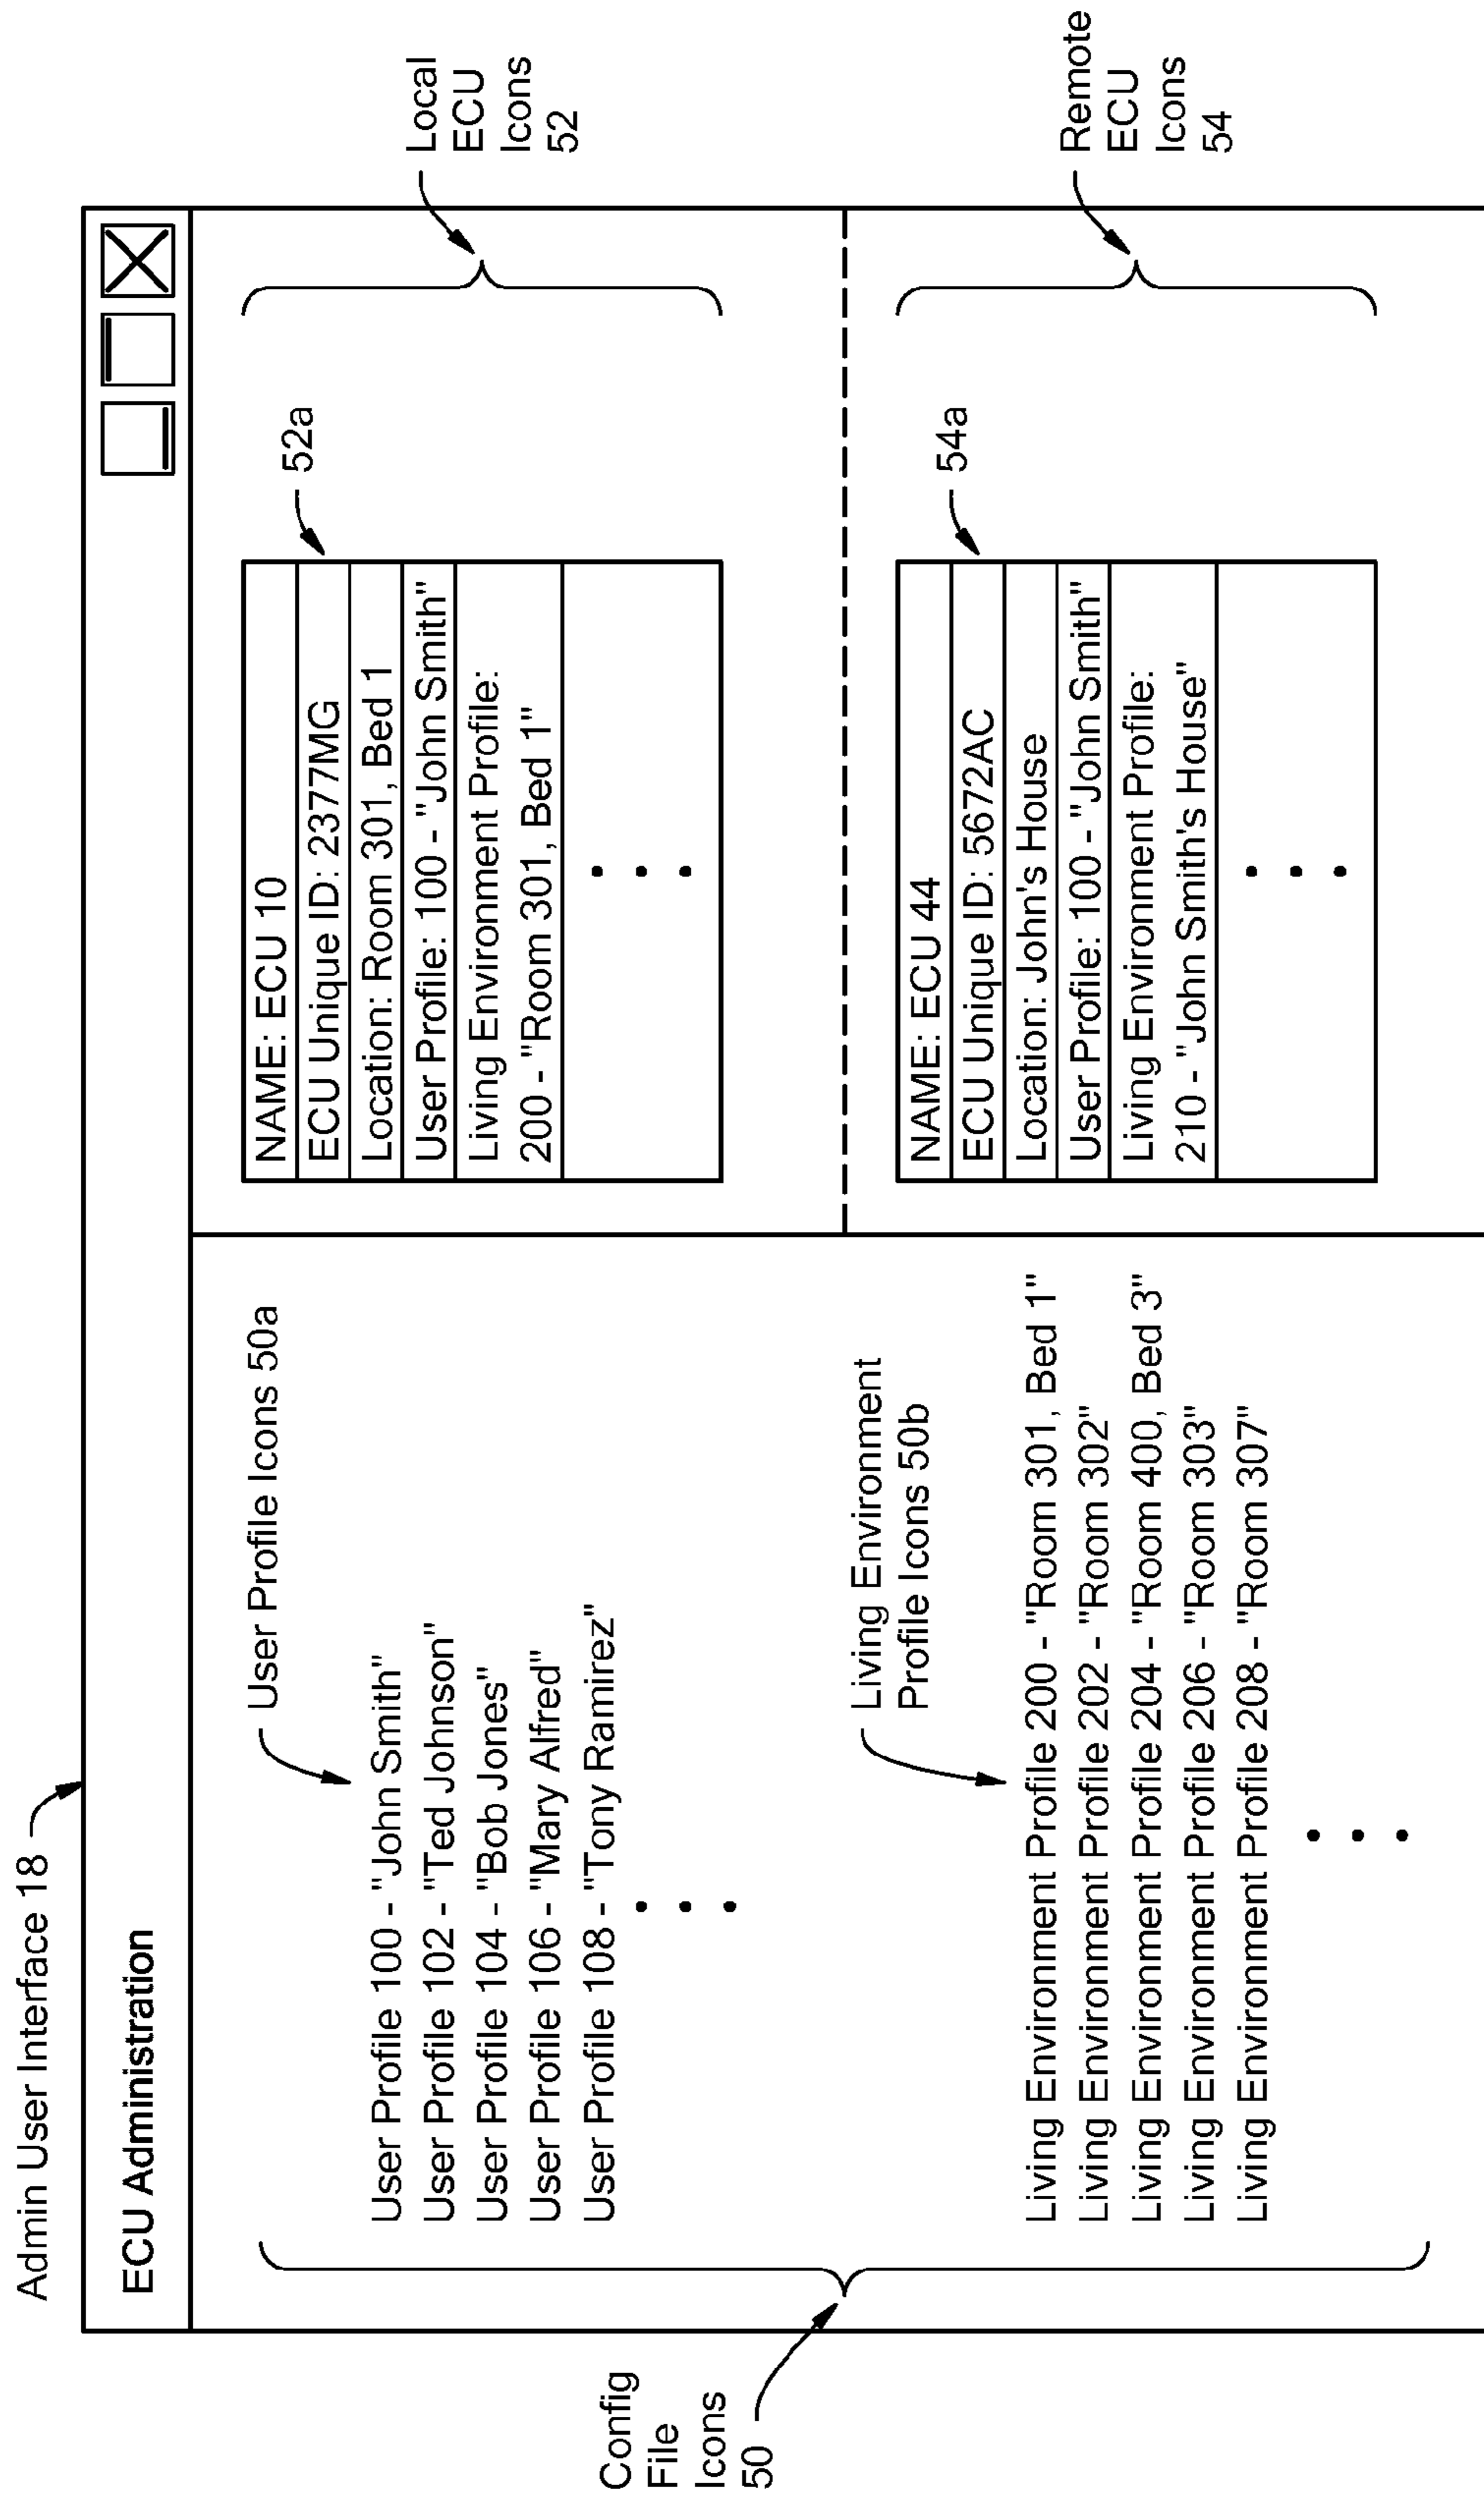 Admin User Interface 18
ECU Administration
Config
File
Icons
50
User Profile Icons 50a
User Profile 100 - "John Smith"
User Profile 102 - "Ted Johnson"
User Profile 104 - "Bob Jones"
User Profile 106 - "Mary Alfred"
User Profile 108 - "Tony Ramirez"
Living Environment
Profile Icons 50b
Living Environment Profile 200 - "Room 301, Bed 1"
Living Environment Profile 202 - "Room 302"
Living Environment Profile 204 - "Room 400, Bed 3"
Living Environment Profile 206 - "Room 303"
Living Environment Profile 208 - "Room 307"
52a
NAME: ECU 10
ECU Unique ID: 2377MG
Location: Room 301, Bed 1
User Profile: 100 - "John Smith"
Living Environment Profile:
200 - "Room 301, Bed 1"
Local
ECU
Icons
52
54a
NAME: ECU 44
ECU Unique ID: 5672AC
Location: John's House
User Profile: 100 - "John Smith"
Living Environment Profile:
210 - "John Smith's House"
Remote
ECU
Icons
54